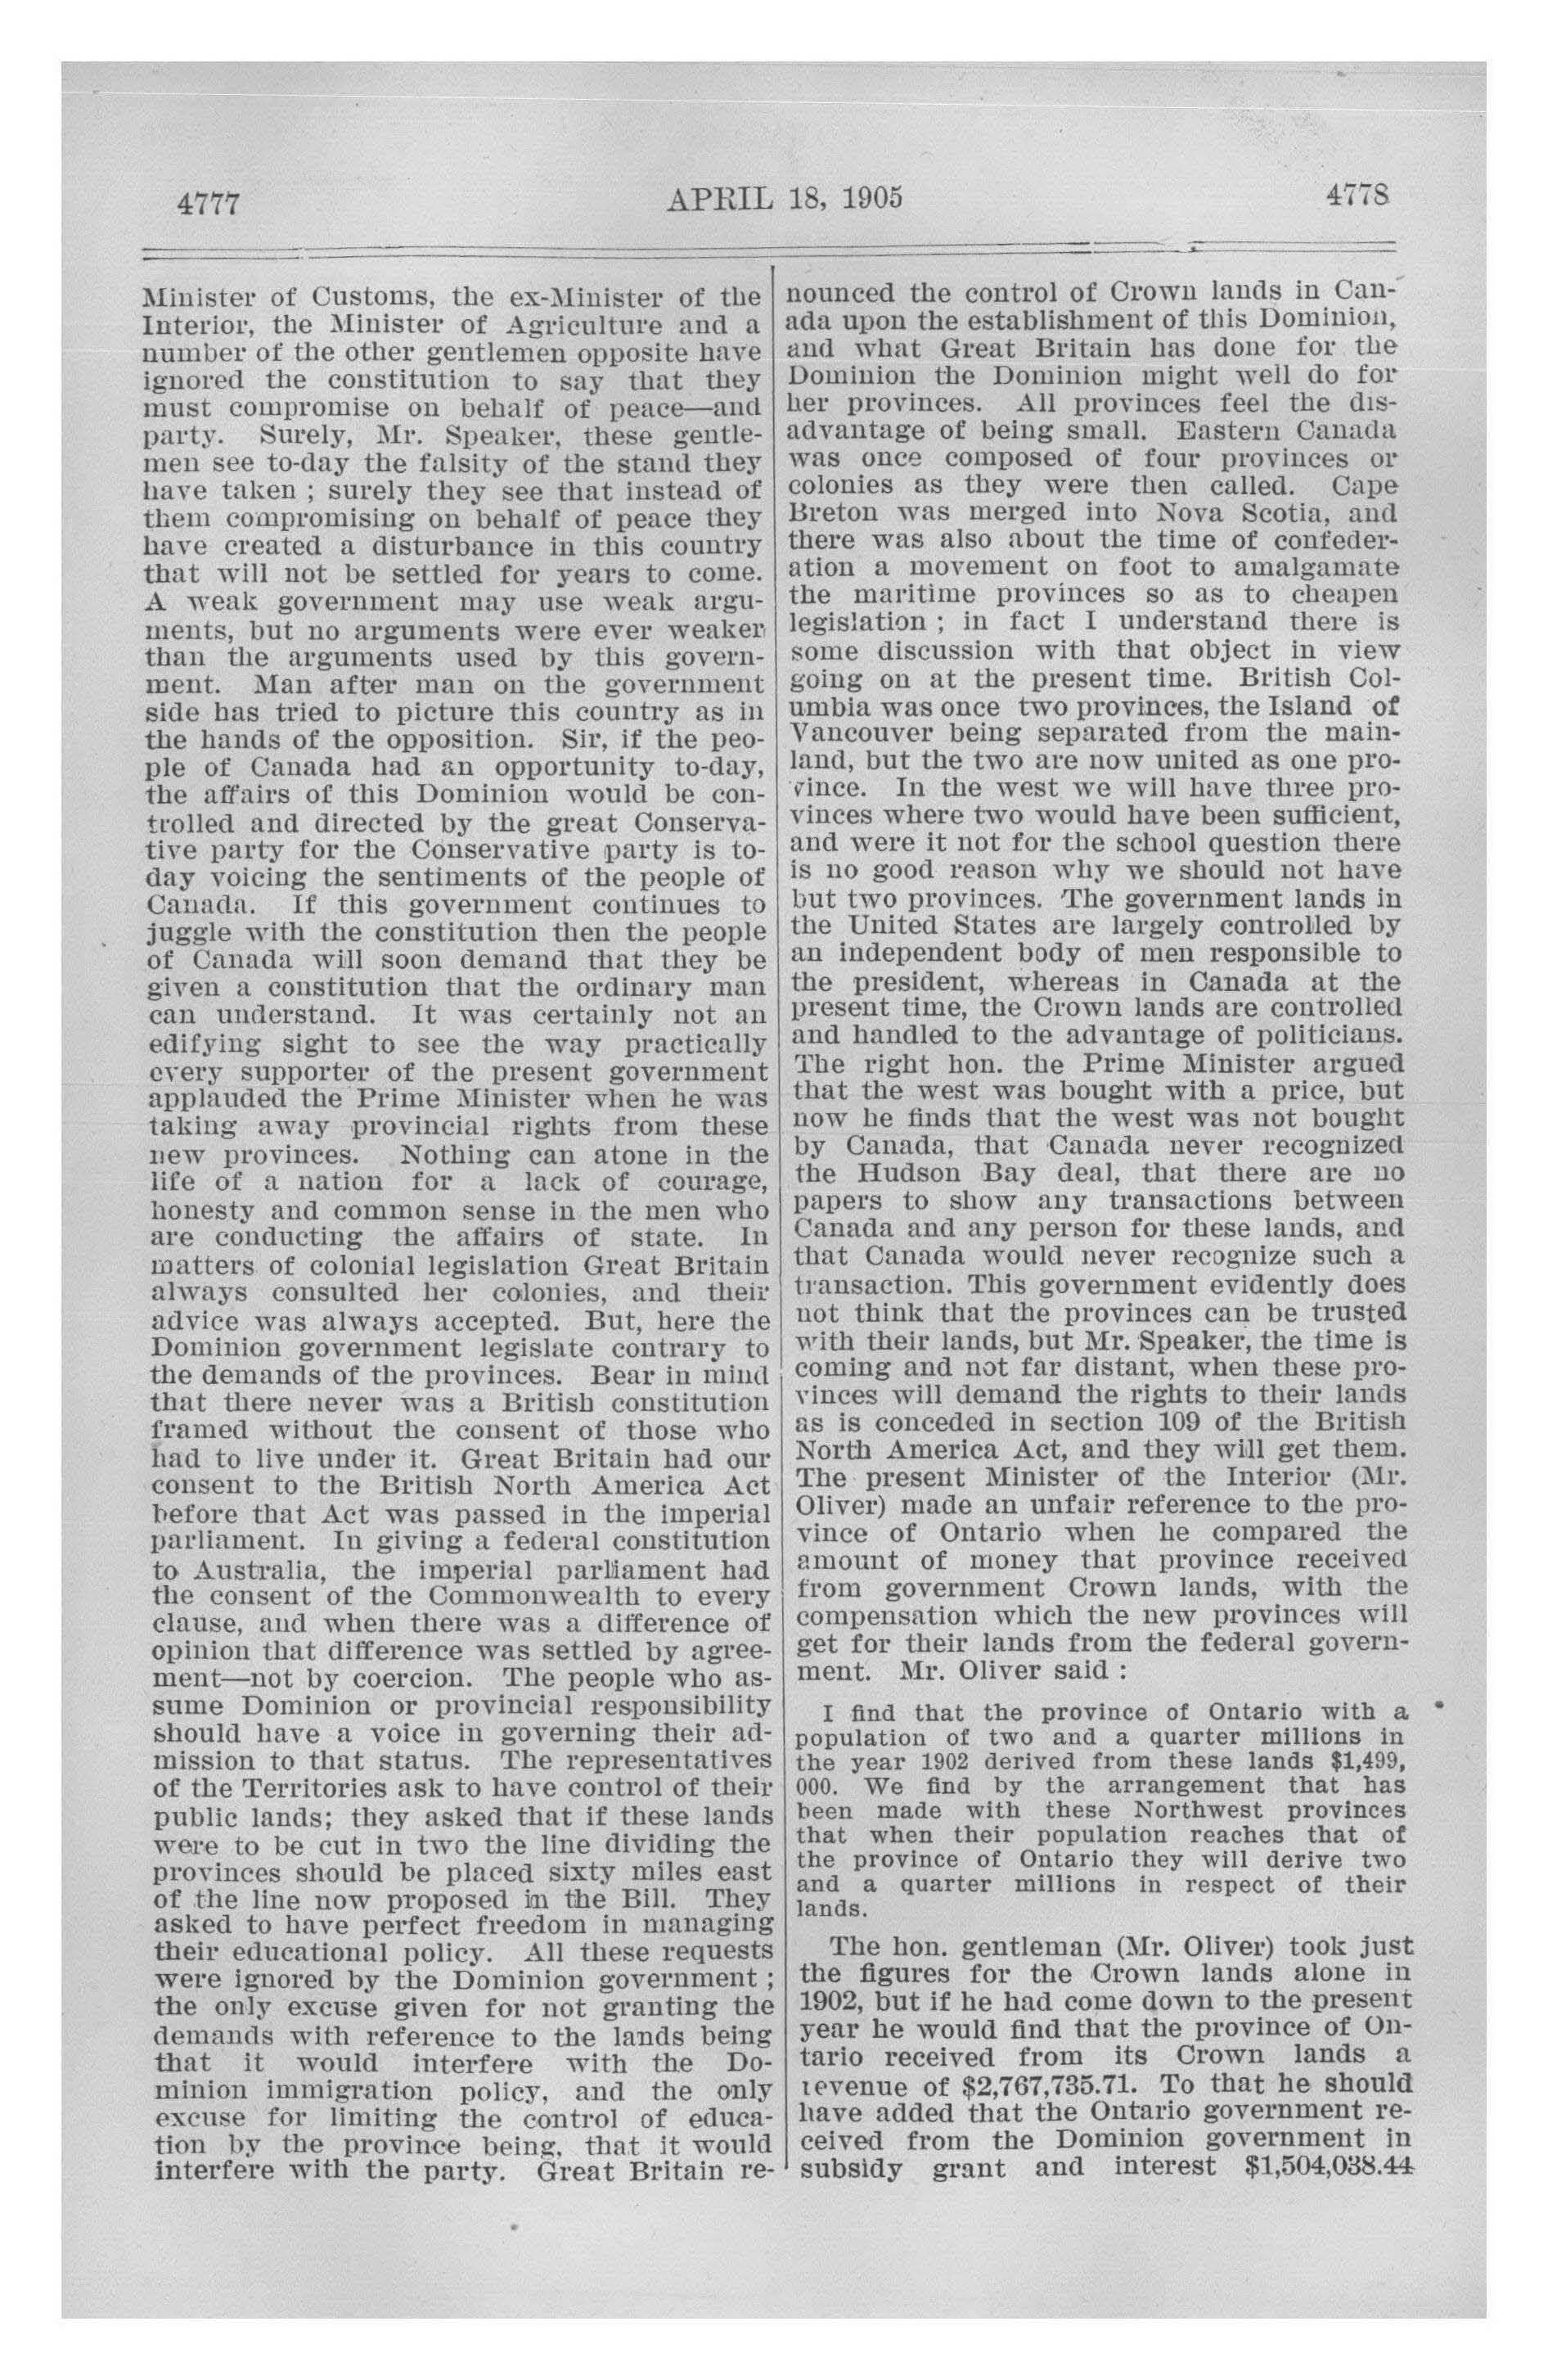 4777
APRIL 18, 1905
4778
Minister of Customs, the ex-Minister of the
Interior, the Minister of Agriculture and a
number of the other gentlemen opposite have
ignored the constitution to say that they
must compromise on behalf of peace—and
party. Surely, Mr. Speaker, these gentle-
men see to-day the falsity of the stand they
have taken ; surely they see that instead of
them compromising on behalf of peace they
have created a disturbance in this country
that will not be settled for years to come.
A weak government may use weak argu-
ments, but no arguments were ever weaker
than the arguments used by this govern-
ment. Man after man on the government
side has tried to picture this country as in
the hands of the opposition. Sir, if the peo-
ple of Canada had an opportunity to-day,
the affairs of this Dominion would be con-
trolled and directed by the great Conserva-
tive party for the Conservative party is to-
day voicing the sentiments of the people of
Canada. If this government continues to
juggle with the constitution then the people
of Canada will soon demand that they be
given a constitution that the ordinary man
can understand. It was certainly not an
edifying sight to see the way practically
every supporter of the present government
applauded the Prime Minister when he was
taking away provincial rights from these
new provinces. Nothing can atone in the
life of a nation for a lack of courage,
honesty and common sense in the men who
are conducting the affairs of state. In
matters of colonial legislation Great Britain
always consulted her colonies, and their
advice was always accepted. But, here the
Dominion government legislate contrary to
the demands of the provinces. Bear in mind
that there never was a British constitution
framed without the consent of those who
had to live under it. Great Britain had our
consent to the British North America Act
before that Act was passed in the imperial
parliament. In giving a federal constitution
to Australia, the imperial parliament had
the consent of the Commonwealth to every
clause, and when there was a difference of
opinion that difference was settled by agree-
ment—not by coercion. The people who as-
sume Dominion or provincial responsibility
should have a voice in governing their ad-
mission to that status. The representatives
of the Territories ask to have control of their
public lands; they asked that if these lands
were to be cut in two the line dividing the
provinces should be placed sixty miles east
of the line now proposed in the Bill. They
asked to have perfect freedom in managing
their educational policy. All these requests
were ignored by the Dominion government ;
the only excuse given for not granting the
demands with reference to the lands being
that it would interfere with the Do-
minion immigration policy, and the only
excuse for limiting the control of educa-
tion by the province being, that it would
interfere with the party. Great Britain re-
nounced the control of Crown lands in Can-
ada upon the establishment of this Dominion,
and what Great Britain has done for the
Dominion the Dominion might well do for
her provinces. All provinces feel the dis-
advantage of being small. Eastern Canada
was once composed of four provinces or
colonies as they were then called. Cape
Breton was merged into Nova Scotia, and
there was also about the time of confeder-
ation a movement on foot to amalgamate
the maritime provinces so as to cheapen
legislation ; in fact I understand there is
some discussion with that object in view
going on at the present time. British Col-
umbia was once two provinces, the Island of
Vancouver being separated from the main-
land, but the two are now united as one pro-
vince. In the west we will have three pro-
vinces where two would have been sufficient,
and were it not for the school question there
is no good reason why we should not have
but two provinces. The government lands in
the United States are largely controlled by
an independent body of men responsible to
the president, whereas in Canada at the
present time, the Crown lands are controlled
and handled to the advantage of politicians.
The right hon. the Prime Minister argued
that the west was bought with a price, but
now he finds that the west was not bought
by Canada, that Canada never recognized
the Hudson Bay deal, that there are no
papers to show any transactions between
Canada and any person for these lands, and
that Canada would never recognize such a
transaction. This government evidently does
not think that the provinces can be trusted
with their lands, but Mr. Speaker, the time is
coming and not far distant, when these pro-
vinces will demand the rights to their lands
as is conceded in section 109 of the British
North America Act, and they will get them.
The present Minister of the Interior (Mr.
Oliver) made an unfair reference to the pro-
vince of Ontario when he compared the
amount of money that province received
from government Crown lands, with the
compensation which the new provinces will
get for their lands from the federal govern-
ment. Mr. Oliver said :
I find that the province of Ontario with a
population of two and a quarter millions in
the year 1902 derived from these lands $1,499,
000. We find by the arrangement that has
been made with these Northwest provinces
that when their population reaches that of
the province of Ontario they will derive two
and a quarter millions in respect of their
lands.
The hon. gentleman (Mr. Oliver) took just
the figures for the Crown lands alone in
1902, but if he had come down to the present
year he would find that the province of On-
tario received from its Crown lands a
revenue of $2,767,735.71. To that he should
have added that the Ontario government re-
ceived from the Dominion government in
subsidy grant and interest $1,504,038.44